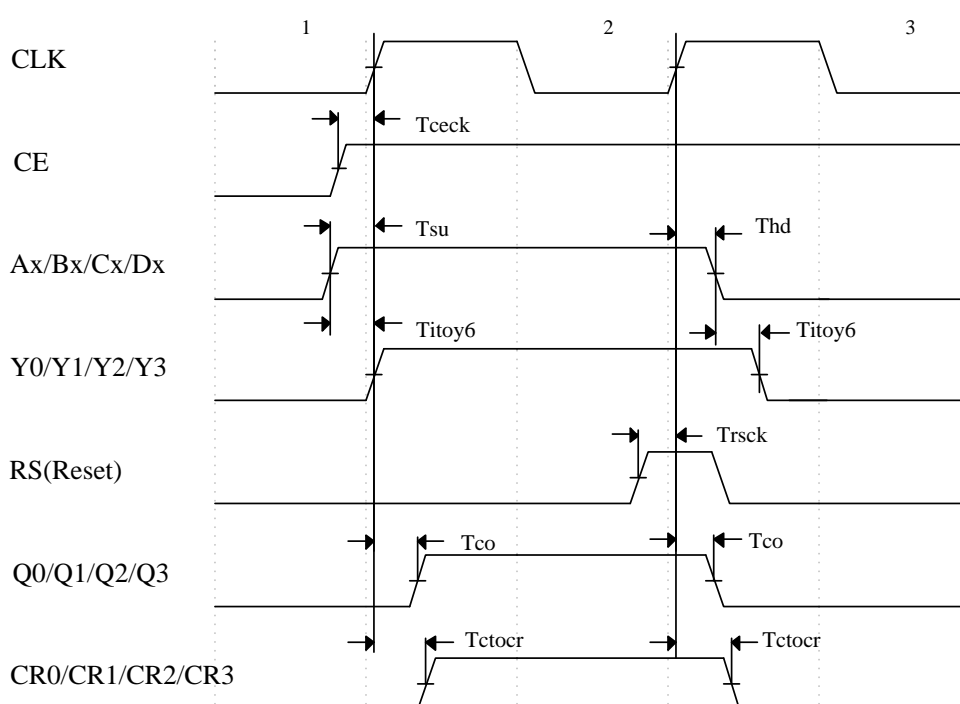 1 2 3
CLK
Tceck
CE
Tsu Thd
Ax/Bx/Cx/Dx
Titoy6 Titoy6
Y0/Y1/Y2/Y3
Trsck
RS(Reset)
Tco Tco
Q0/Q1/Q2/Q3
Tctocr Tctocr
CR0/CR1/CR2/CR3